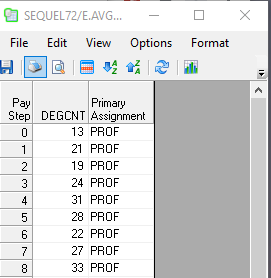 SEQUEL72/E.AVG...
File Edit View Options Format
Pay Step DEGCNT Primary Assignment
0 13 PROF
1 21 PROF
2 19 PROF
3 24 PROF
4 31 PROF
5 28 PROF
6 22 PROF
7 27 PROF
8 33 PROF